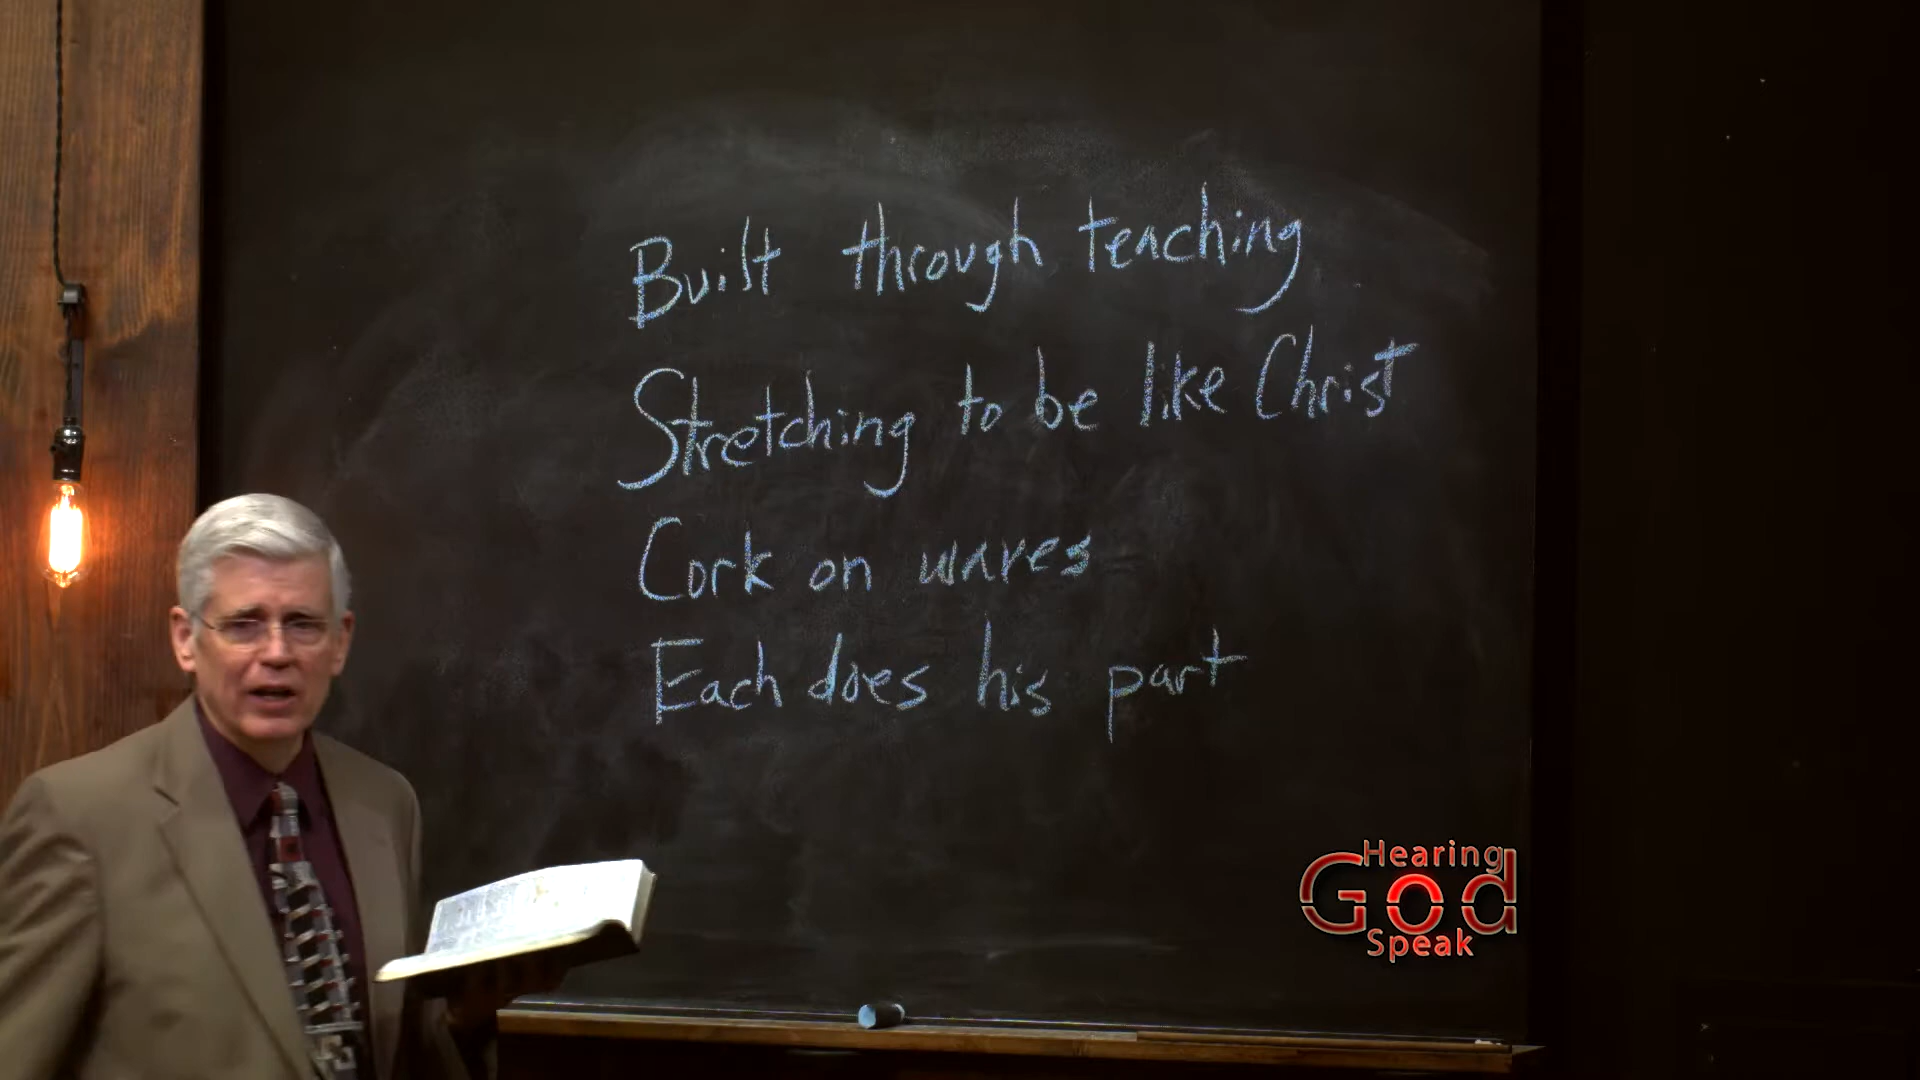 Built through teaching
Stretching to be like Christ
Cork on waves
Each does his part
Hearing
God
Speak